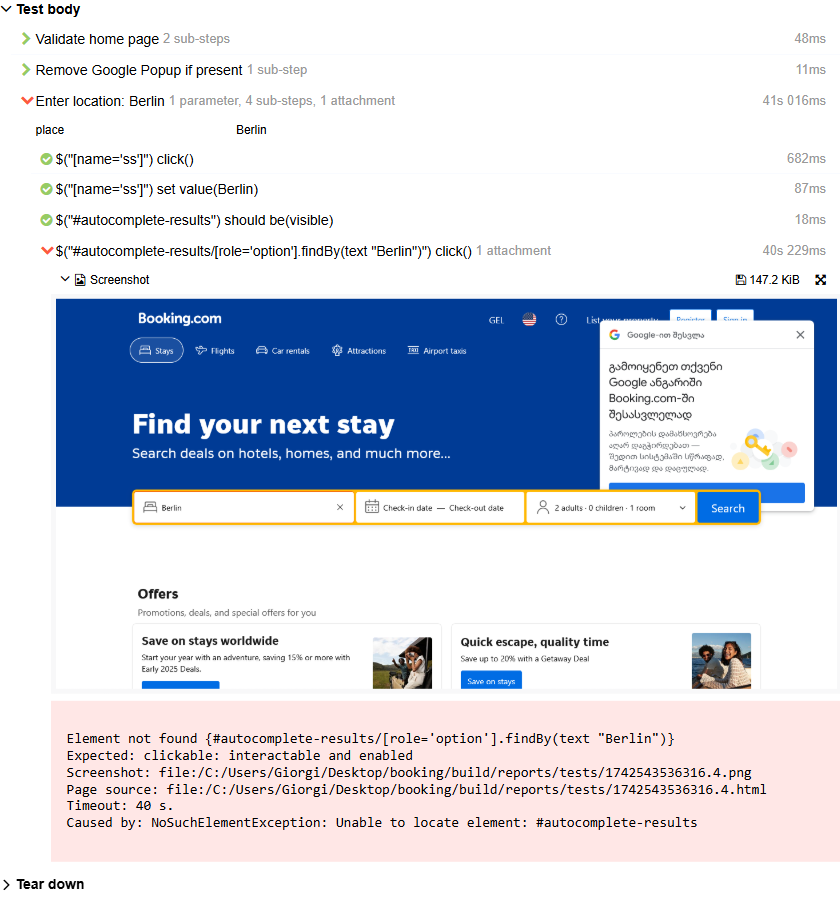 Test body
Validate home page 2 sub-steps 48ms
Remove Google Popup if present 1 sub-step 11ms
Enter location: Berlin 1 parameter, 4 sub-steps, 1 attachment 41s 016ms
place Berlin
$("[name='ss']") click() 682ms
$("[name='ss']") set value(Berlin) 87ms
$("#autocomplete-results") should be(visible) 18ms
$("#autocomplete-results/[role='option'].findBy(text "Berlin")") click() 1 attachment 40s 229ms
Screenshot 147.2 KiB
Booking.com GEL List your property Register Sign in
Google-ით შესვლა
Stays Flights Car rentals Attractions Airport taxis
გამოიყენეთ თქვენი
Google ანგარიში
Booking.com-ში
შესასვლელად
Find your next stay
Search deals on hotels, homes, and much more...
პაროლების დამახსოვრება
აღარ დაგჭირდებათ —
შედით სისტემაში სწრაფად,
მარტივად და დაცულად.
Berlin Check-in date — Check-out date 2 adults · 0 children · 1 room Search
Offers
Promotions, deals, and special offers for you
Save on stays worldwide
Start your year with an adventure, saving 15% or more with
Early 2025 Deals.
Quick escape, quality time
Save up to 20% with a Getaway Deal
Save on stays
Element not found {#autocomplete-results/[role='option'].findBy(text "Berlin")}
Expected: clickable: interactable and enabled
Screenshot: file:/C:/Users/Giorgi/Desktop/booking/build/reports/tests/1742543536316.4.png
Page source: file:/C:/Users/Giorgi/Desktop/booking/build/reports/tests/1742543536316.4.html
Timeout: 40 s.
Caused by: NoSuchElementException: Unable to locate element: #autocomplete-results
Tear down